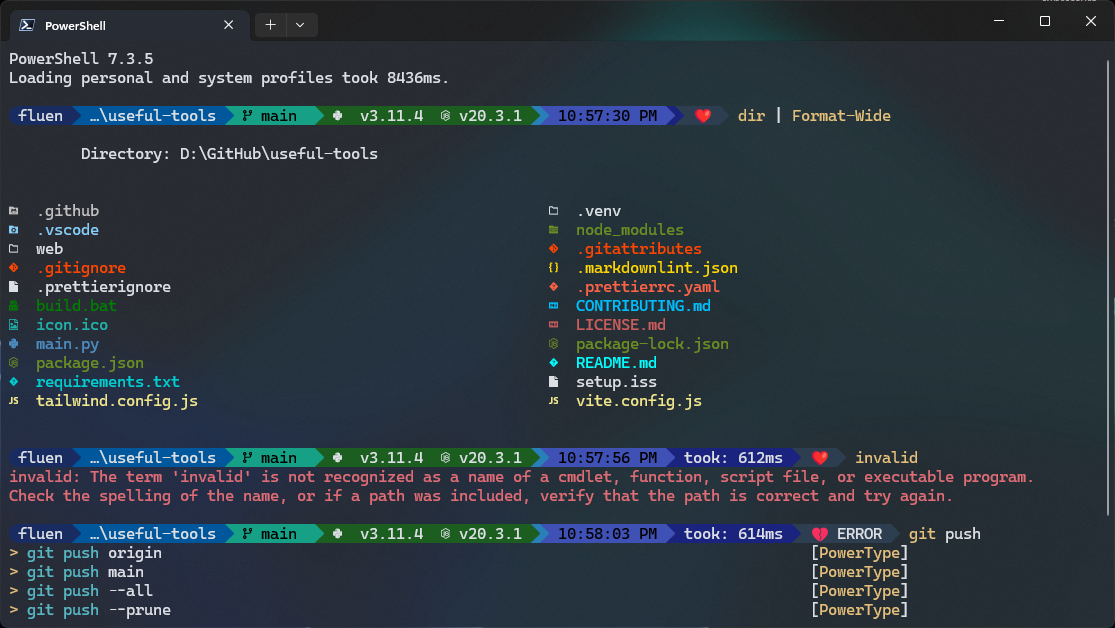 PowerShell
PowerShell 7.3.5
Loading personal and system profiles took 8436ms.
fluen …\useful-tools main v3.11.4 v20.3.1 10:57:30 PM dir | Format-Wide
Directory: D:\GitHub\useful-tools
.github .venv
.vscode node_modules
web .gitattributes
.gitignore .markdownlint.json
.prettierignore .prettierrc.yaml
build.bat CONTRIBUTING.md
icon.ico LICENSE.md
main.py package-lock.json
package.json README.md
requirements.txt setup.iss
JS tailwind.config.js JS vite.config.js
fluen …\useful-tools main v3.11.4 v20.3.1 10:57:56 PM took: 612ms invalid
invalid: The term 'invalid' is not recognized as a name of a cmdlet, function, script file, or executable program.
Check the spelling of the name, or if a path was included, verify that the path is correct and try again.
fluen …\useful-tools main v3.11.4 v20.3.1 10:58:03 PM took: 614ms ERROR git push
> git push origin [PowerType]
> git push main [PowerType]
> git push --all [PowerType]
> git push --prune [PowerType]